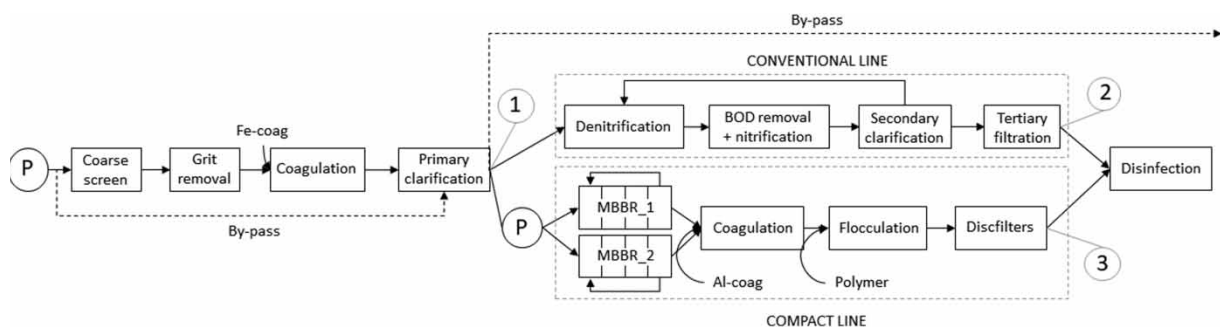 By-pass
CONVENTIONAL LINE
1
2
Denitrification
BOD removal
+ nitrification
Secondary
clarification
Tertiary
filtration
Fe-coag
P
Coarse
screen
Grit
removal
Coagulation
Primary
clarification
Disinfection
By-pass
P
MBBR_1
MBBR_2
Coagulation
Flocculation
Discfilters
3
Al-coag
Polymer
COMPACT LINE